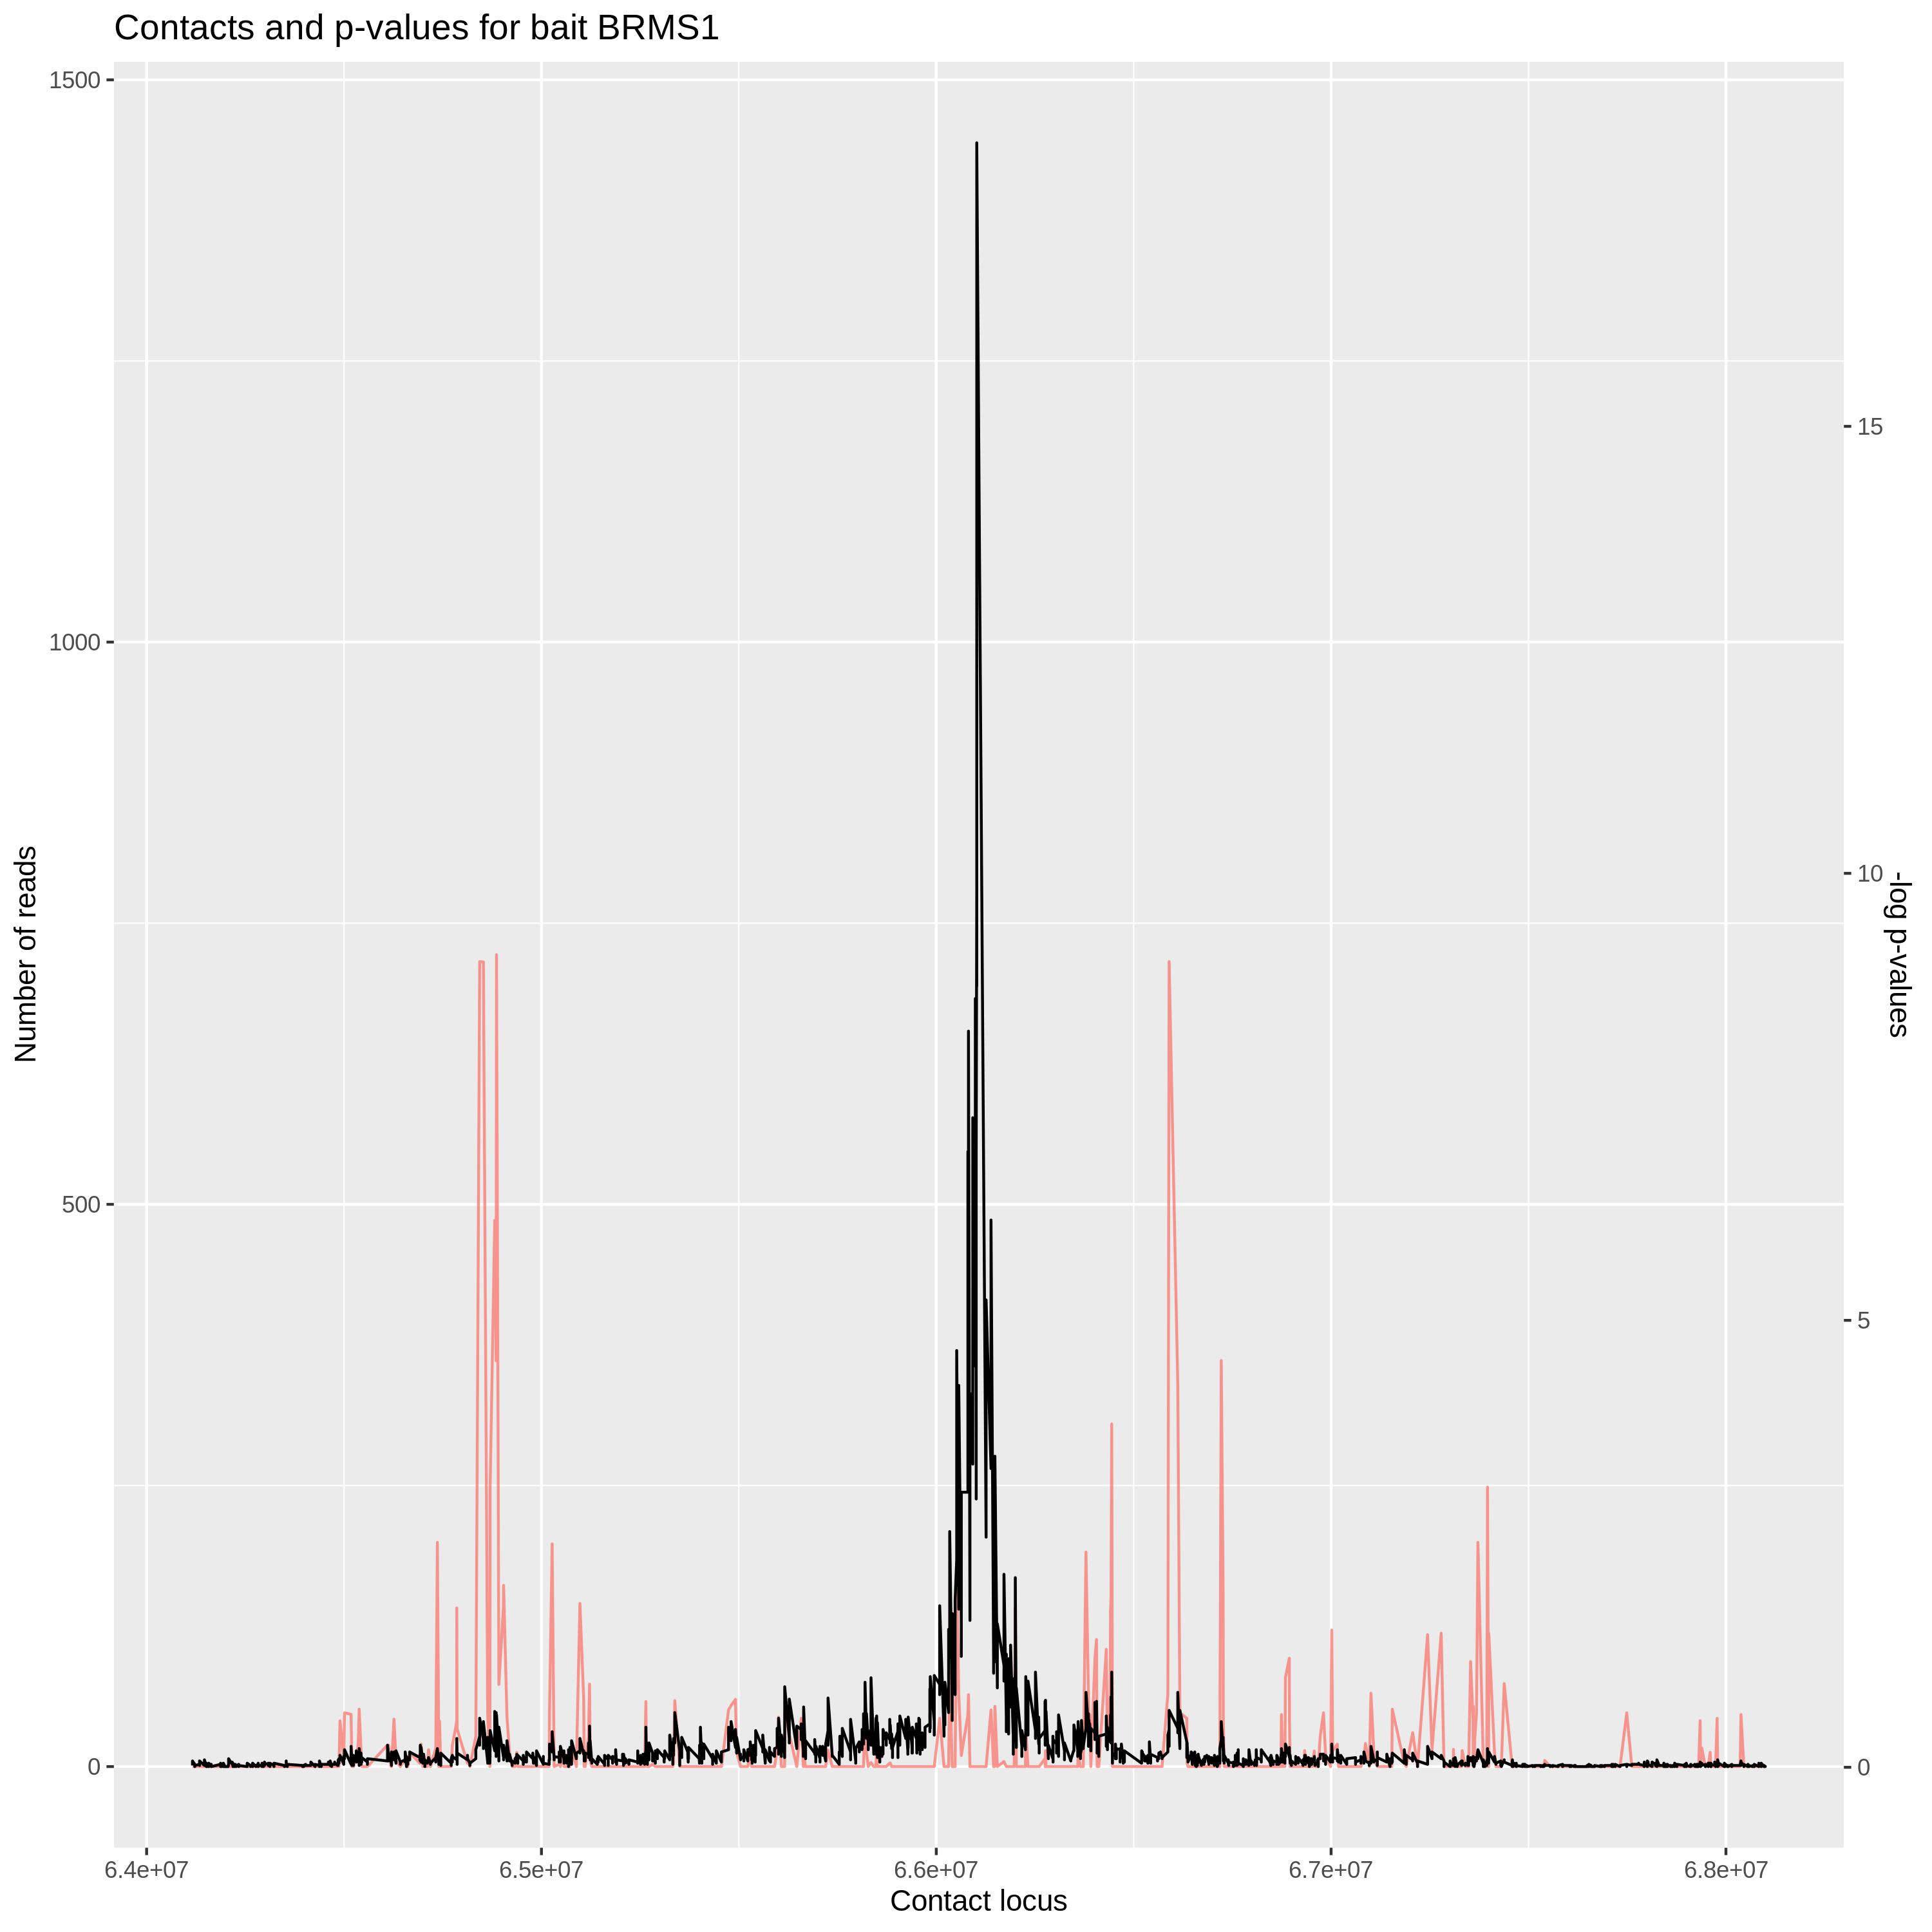 Contacts and p-values for bait BRMS1
1500
1000
500
0
Number of reads
15
10
5
0
-log p-values
6.4e+07
6.5e+07
6.6e+07
6.7e+07
6.8e+07
Contact locus